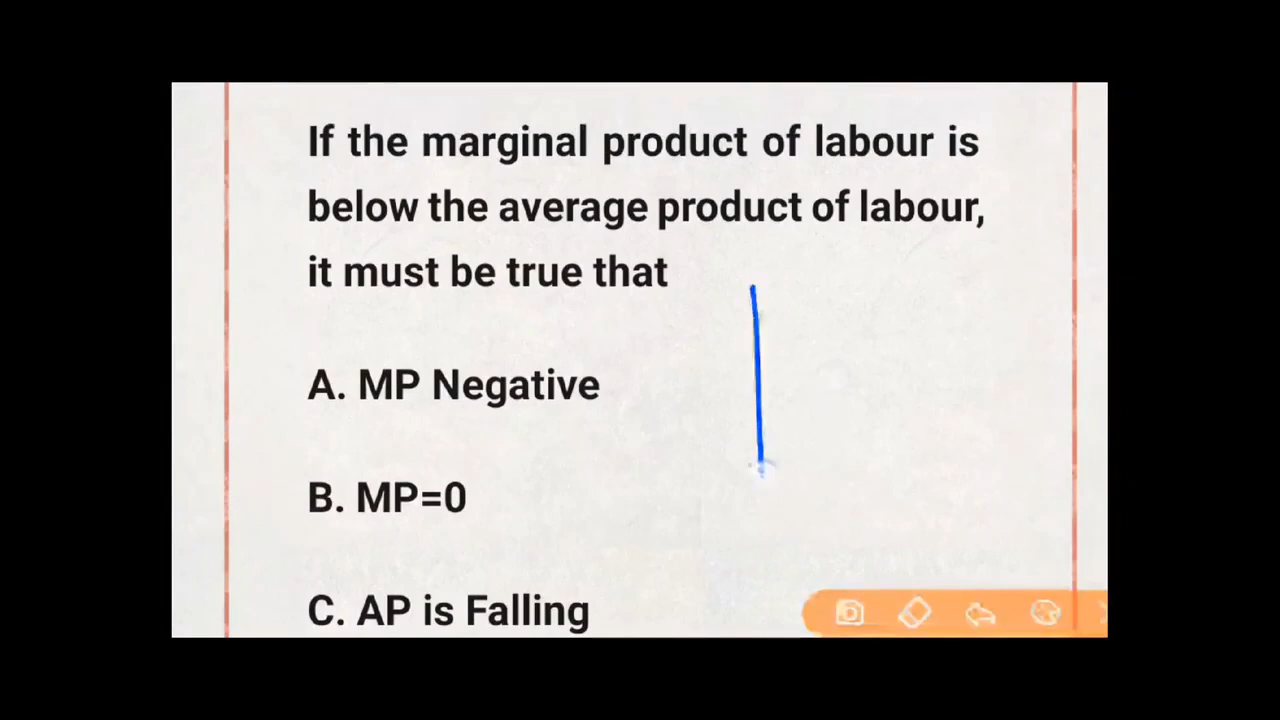 If the marginal product of labour is
below the average product of labour,
it must be true that
A. MP Negative
B. MP=0
C. AP is Falling